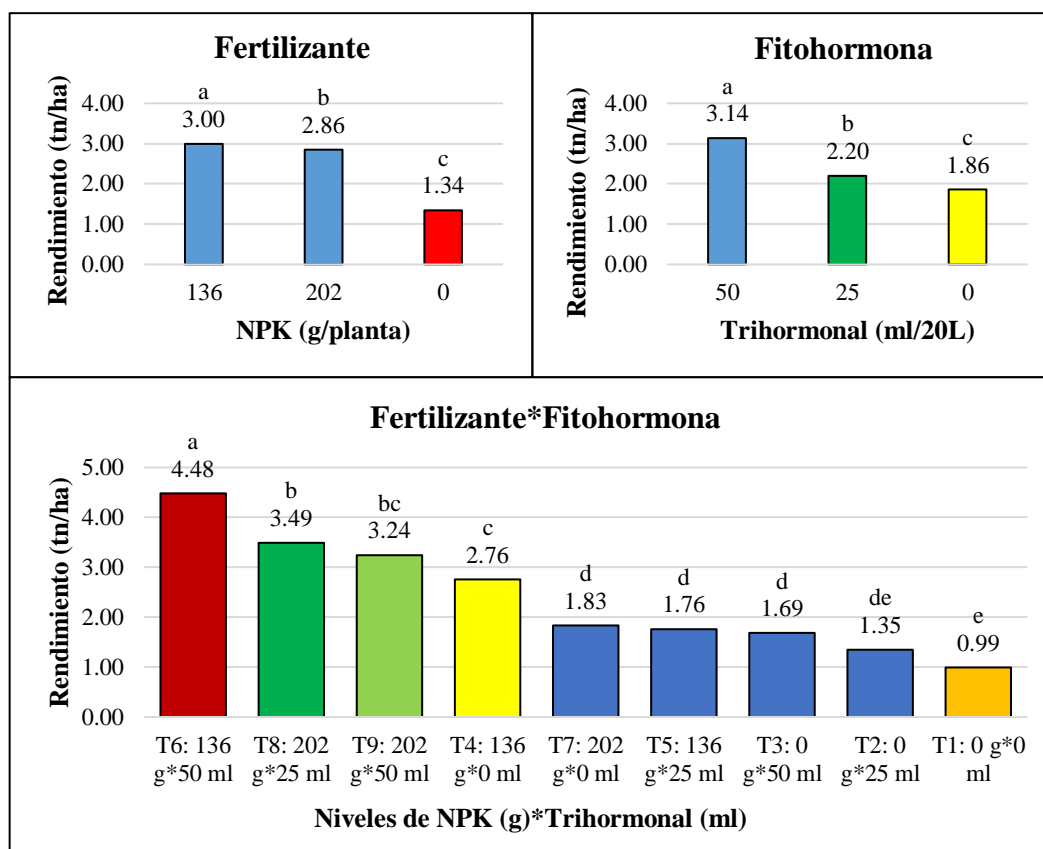 Fertilizante
Rendimiento (tn/ha)
4.00
3.00
2.00
1.00
0.00
a
3.00
b
2.86
c
1.34
136
202
0
NPK (g/planta)
Fitohormona
Rendimiento (tn/ha)
4.00
3.00
2.00
1.00
0.00
a
3.14
b
2.20
c
1.86
50
25
0
Trihormonal (ml/20L)
Fertilizante*Fitohormona
Rendimiento (tn/ha)
5.00
4.00
3.00
2.00
1.00
0.00
a
4.48
b
3.49
bc
3.24
c
2.76
d
1.83
d
1.76
d
1.69
de
1.35
e
0.99
T6: 136
g*50 ml
T8: 202
g*25 ml
T9: 202
g*50 ml
T4: 136
g*0 ml
T7: 202
g*0 ml
T5: 136
g*25 ml
T3: 0
g*50 ml
T2: 0
g*25 ml
T1: 0 g*0
ml
Niveles de NPK (g)*Trihormonal (ml)